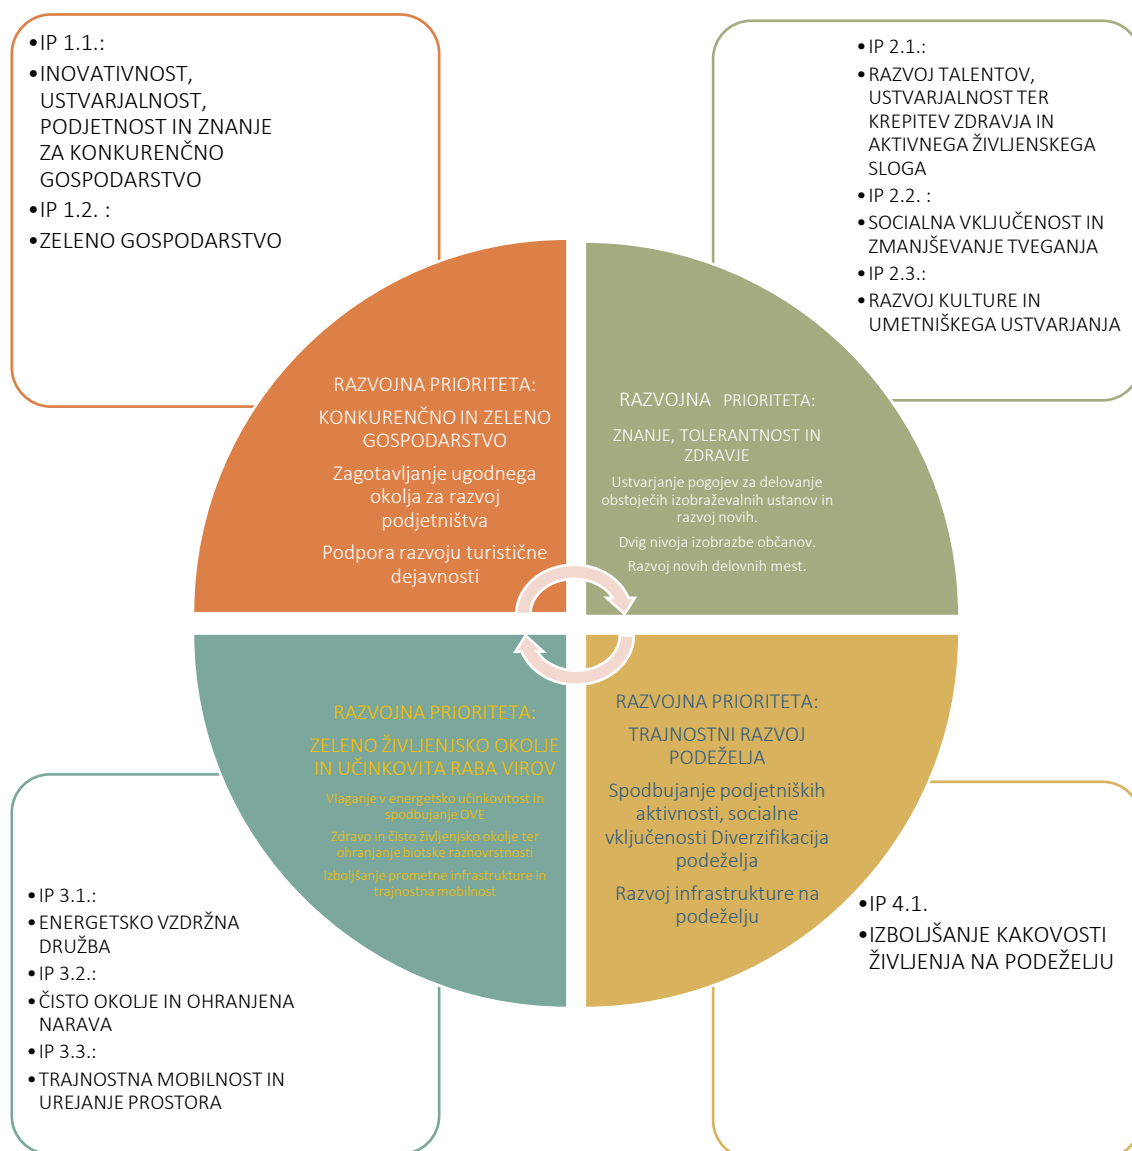 •IP 1.1.:
•INOVATIVNOST,
USTVARJALNOST,
PODJETNOST IN ZNANJE
ZA KONKURENČNO
GOSPODARSTVO
•IP 1.2. :
•ZELENO GOSPODARSTVO
•IP 2.1.:
•RAZVOJ TALENTOV,
USTVARJALNOST TER
KREPITEV ZDRAVJA IN
AKTIVNEGA ŽIVLJENSKEGA
SLOGA
•IP 2.2. :
•SOCIALNA VKLJUČENOST IN
ZMANJŠEVANJE TVEGANJA
•IP 2.3.:
•RAZVOJ KULTURE IN
UMETNIŠKEGA USTVARJANJA
RAZVOJNA PRIORITETA:
KONKURENČNO IN ZELENO
GOSPODARSTVO
Zagotavljanje ugodnega
okolja za razvoj
podjetništva
Podpora razvoju turistične
dejavnosti
RAZVOJNA PRIORITETA:
ZNANJE, TOLERANTNOST IN
ZDRAVJE
Ustvarjanje pogojev za delovanje
obstoječih izobraževalnih ustanov in
razvoj novih.
Dvig nivoja izobrazbe občanov.
Razvoj novih delovnih mest.
RAZVOJNA PRIORITETA:
ZELENO ŽIVLJENJSKO OKOLJE
IN UČINKOVITA RABA VIROV
Vlaganje v energetsko učinkovitost in
spodbujanje OVE
Zdravo in čisto življenjsko okolje ter
ohranjanje biotske raznovrstnosti
Izboljšanje prometne infrastrukture in
trajnostna mobilnost
RAZVOJNA PRIORITETA:
TRAJNOSTNI RAZVOJ
PODEŽELJA
Spodbujanje podjetniških
aktivnosti, socialne
vključenosti Diverzifikacija
podeželja
Razvoj infrastrukture na
podeželju
•IP 3.1.:
•ENERGETSKO VZDRŽNA
DRUŽBA
•IP 3.2.:
•ČISTO OKOLJE IN OHRANJENA
NARAVA
•IP 3.3.:
•TRAJNOSTNA MOBILNOST IN
UREJANJE PROSTORA
•IP 4.1.
•IZBOLJŠANJE KAKOVOSTI
ŽIVLJENJA NA PODEŽELJU